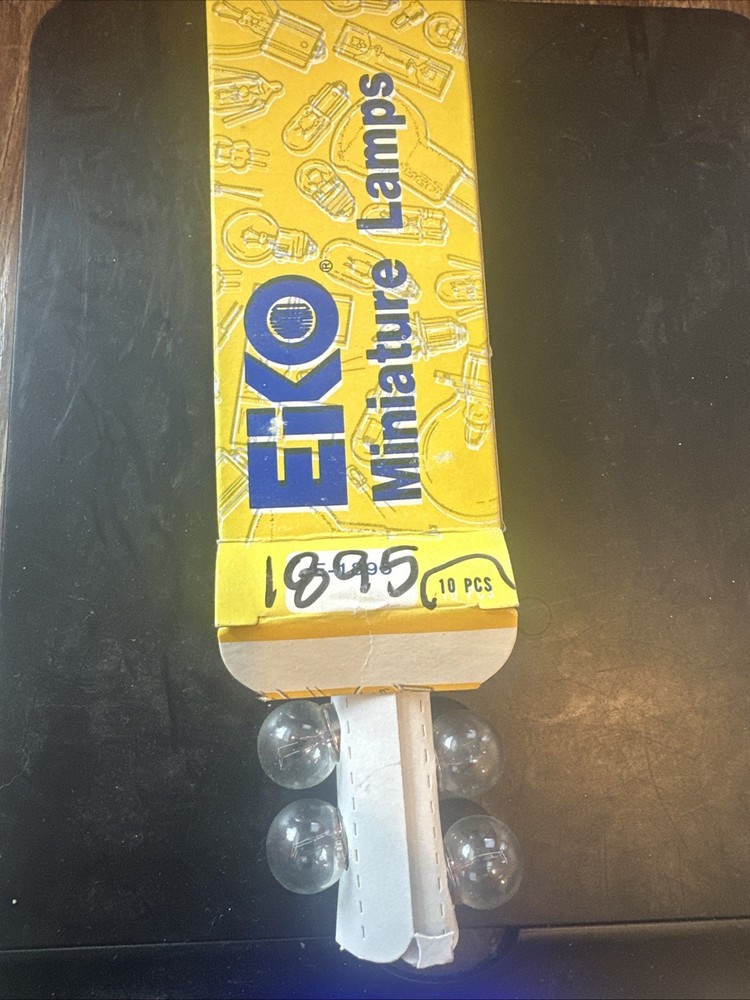 EiKO®
Miniature Lamps
1895
10 PCS